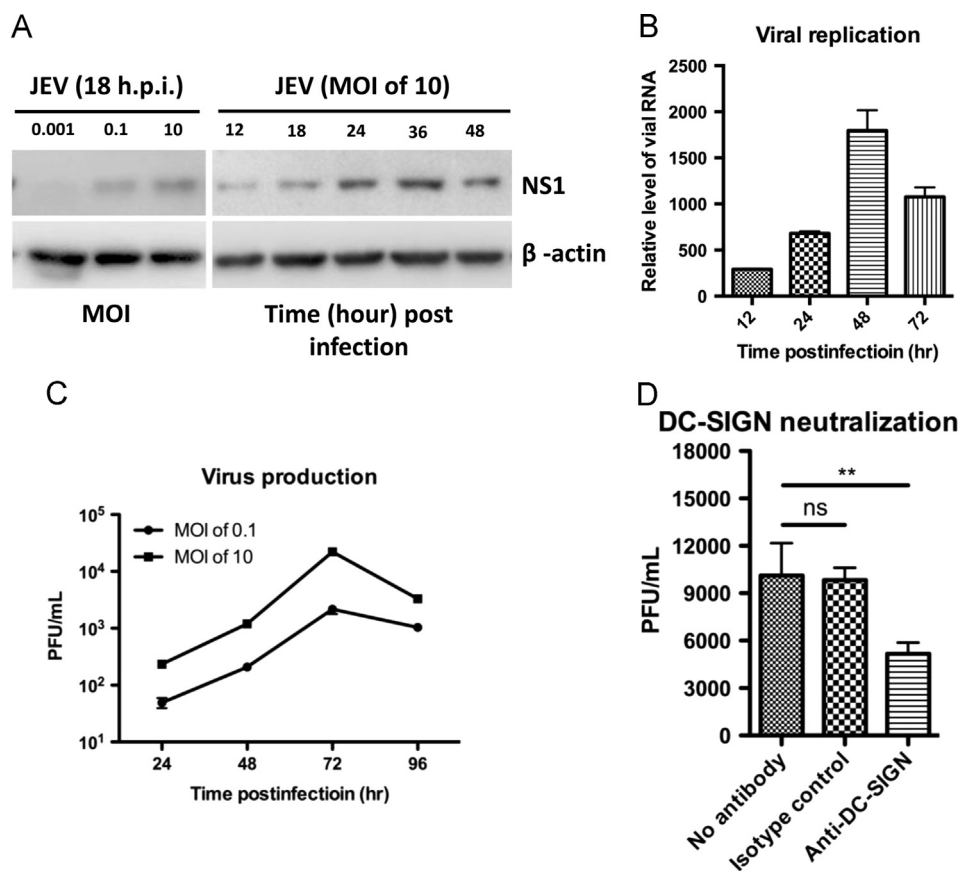 A
JEV (18 h.p.i.)
JEV (MOI of 10)
0.001 0.1 10
12 18 24 36 48
NS1
β -actin
MOI
Time (hour) post
infection
B
Viral replication
Relative level of vial RNA
2500
2000
1500
1000
500
0
12 24 48 72
Time postinfectioin (hr)
C
Virus production
MOI of 0.1
MOI of 10
PFU/mL
10⁵
10⁴
10³
10²
10¹
24 48 72 96
Time postinfectioin (hr)
D
DC-SIGN neutralization
PFU/mL
18000
15000
12000
9000
6000
3000
0
**
ns
No antibody
Isotype control
Anti-DC-SIGN